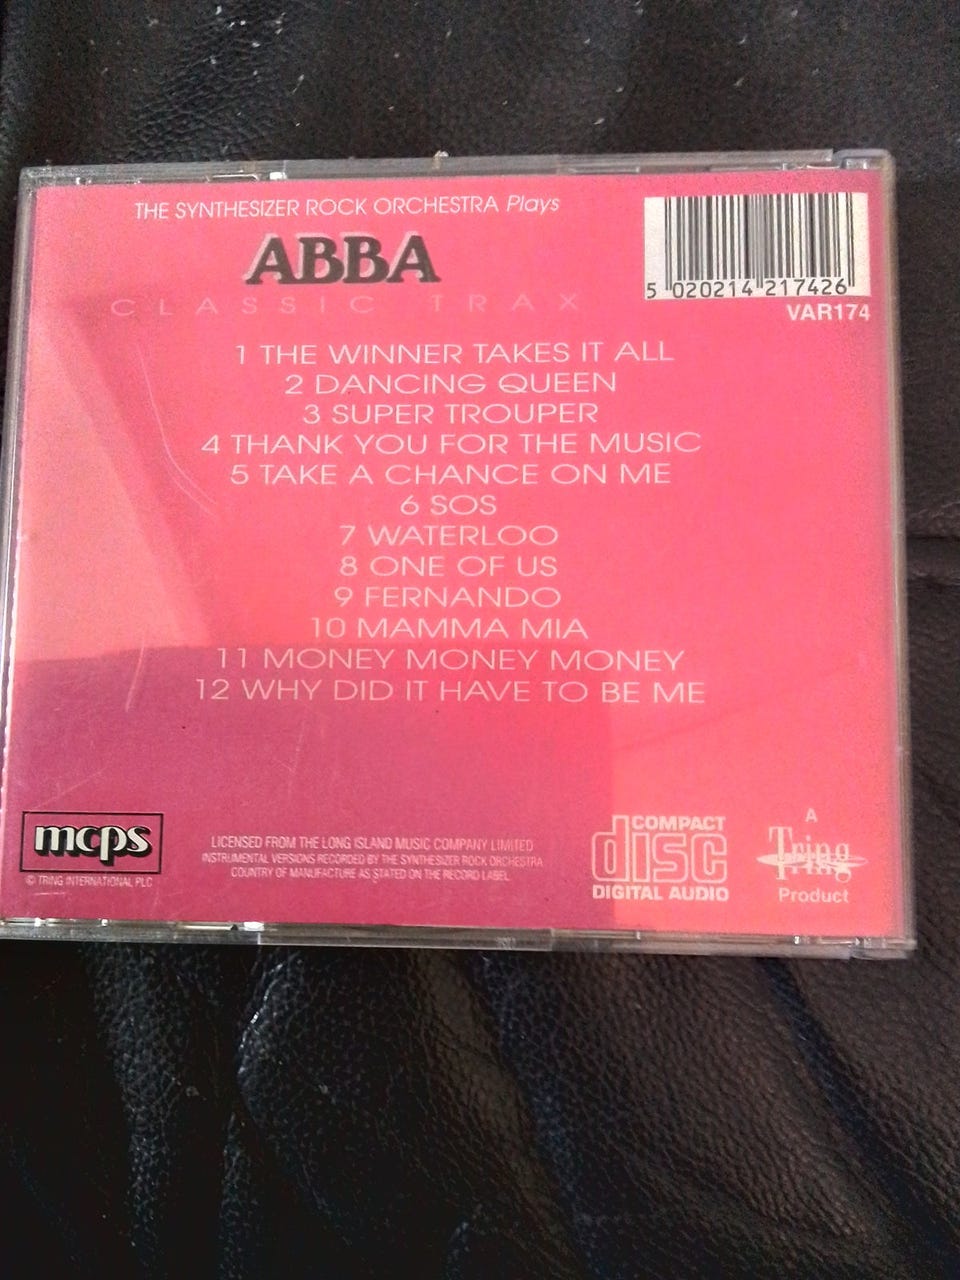 THE SYNTHESIZER ROCK ORCHESTRA Plays
ABBA
CLASSIC TRAX
5 020214 217426
VAR174
1 THE WINNER TAKES IT ALL
2 DANCING QUEEN
3 SUPER TROUPER
4 THANK YOU FOR THE MUSIC
5 TAKE A CHANCE ON ME
6 SOS
7 WATERLOO
8 ONE OF US
9 FERNANDO
10 MAMMA MIA
11 MONEY MONEY MONEY
12 WHY DID IT HAVE TO BE ME
mcps
© TRING INTERNATIONAL PLC
LICENSED FROM THE LONG ISLAND MUSIC COMPANY LIMITED
INSTRUMENTAL VERSIONS RECORDED BY THE SYNTHESIZER ROCK ORCHESTRA
COUNTRY OF MANUFACTURE AS STATED ON THE RECORD LABEL
COMPACT
disc
DIGITAL AUDIO
A
Tring
Product